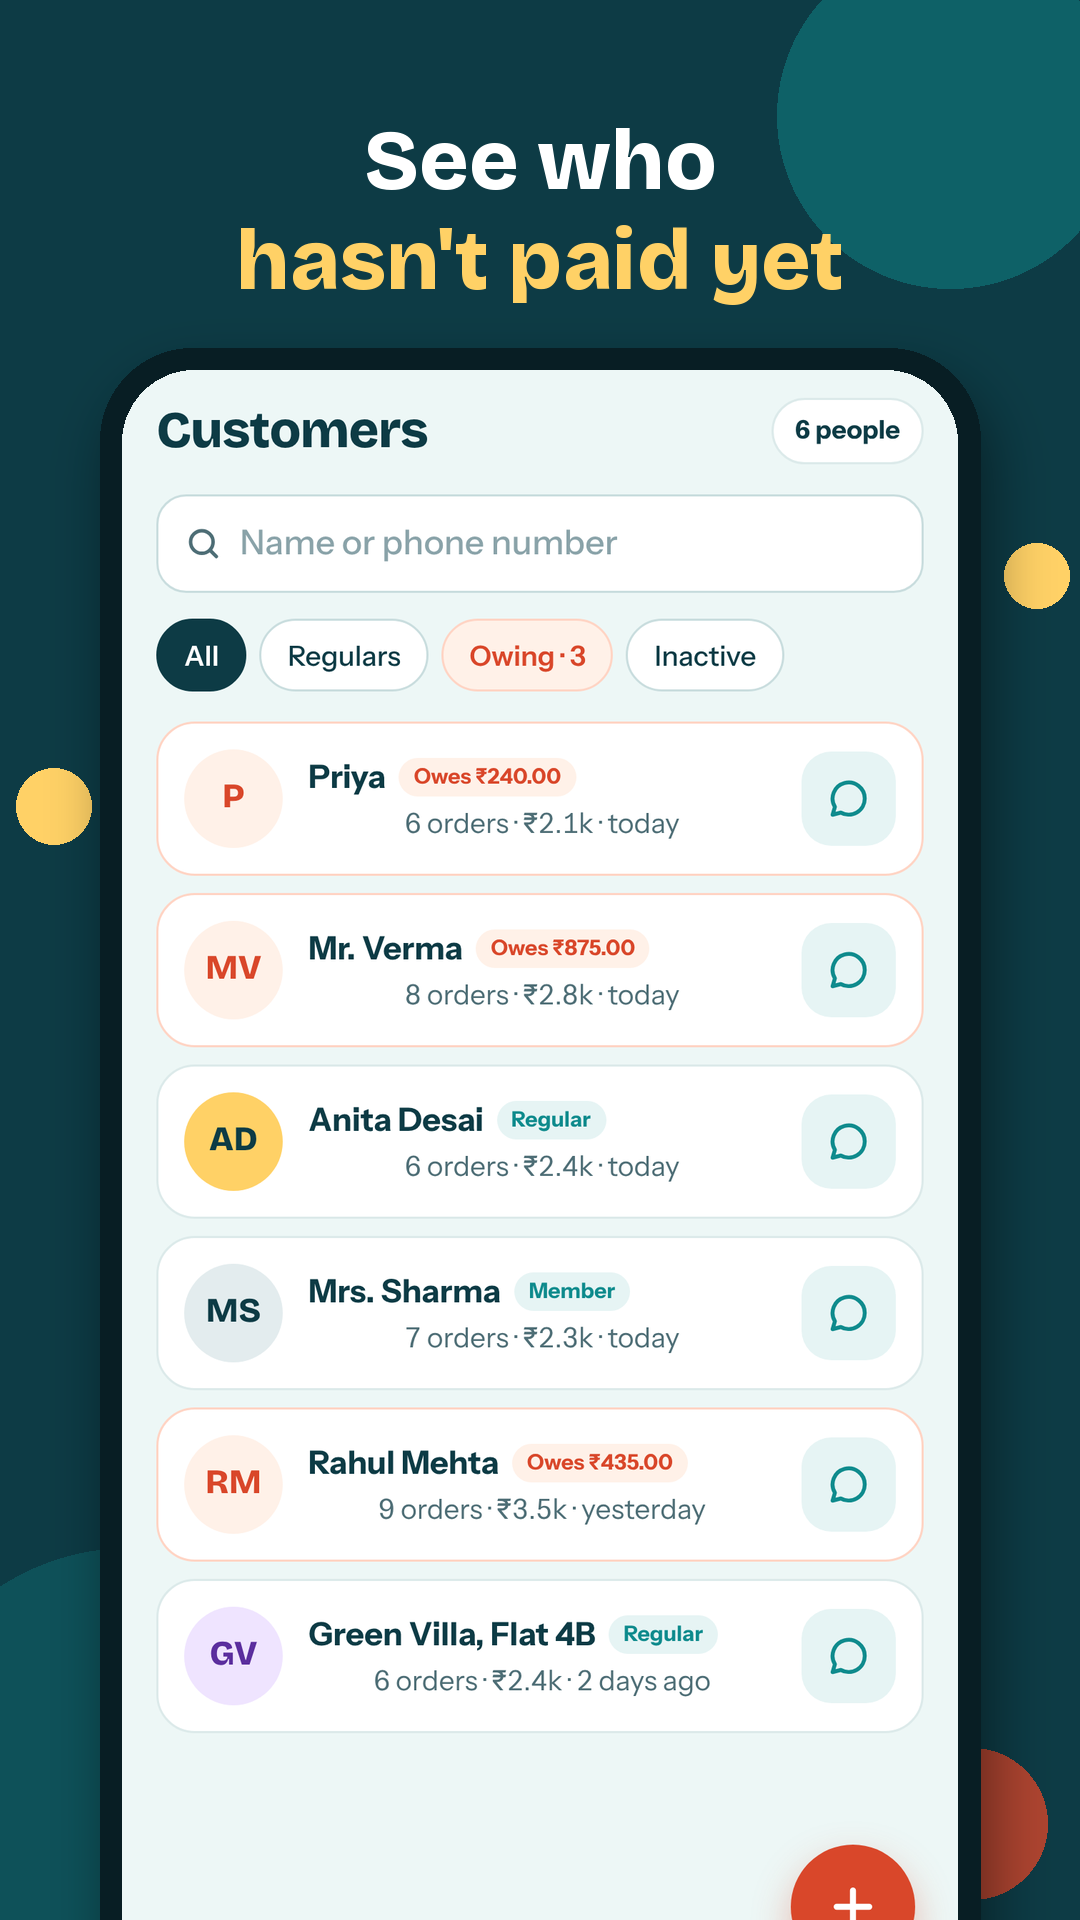 See who
hasn't paid yet
Customers
6 people
Name or phone number
All
Regulars
Owing · 3
Inactive
P
Priya
Owes ₹240.00
6 orders · ₹2.1k · today
MV
Mr. Verma
Owes ₹875.00
8 orders · ₹2.8k · today
AD
Anita Desai
Regular
6 orders · ₹2.4k · today
MS
Mrs. Sharma
Member
7 orders · ₹2.3k · today
RM
Rahul Mehta
Owes ₹435.00
9 orders · ₹3.5k · yesterday
GV
Green Villa, Flat 4B
Regular
6 orders · ₹2.4k · 2 days ago